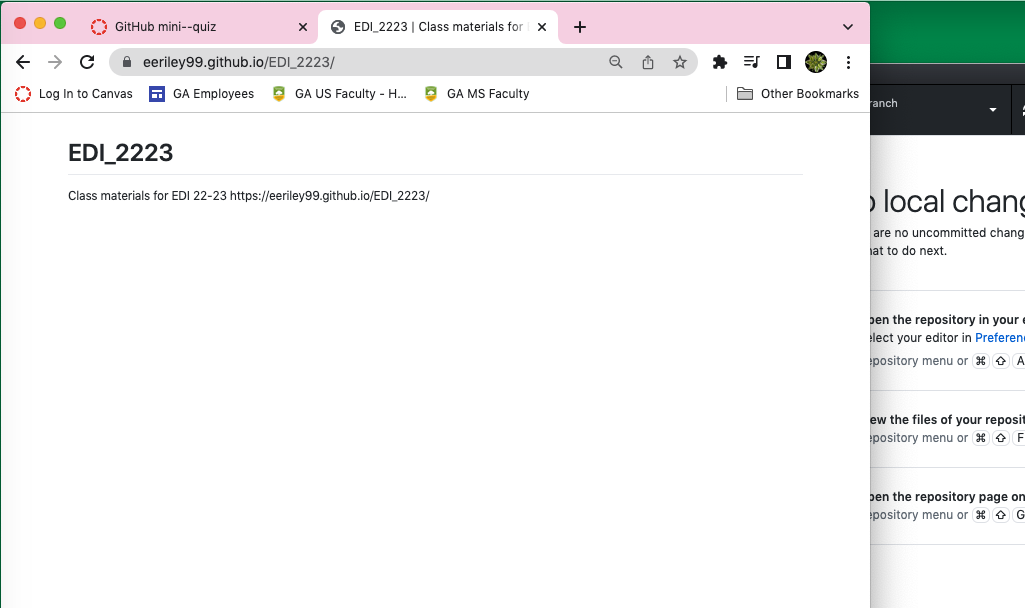 GitHub mini--quiz
EDI_2223 | Class materials for
eeriley99.github.io/EDI_2223/
Log In to Canvas
GA Employees
GA US Faculty - H...
GA MS Faculty
Other Bookmarks
EDI_2223
Class materials for EDI 22-23 https://eeriley99.github.io/EDI_2223/
ranch
local chang
are no uncommitted chang
hat to do next.
pen the repository in your e
elect your editor in Preferen
epository menu or ⌘ ⇧ A
ew the files of your reposit
epository menu or ⌘ ⇧ F
pen the repository page on
epository menu or ⌘ ⇧ G